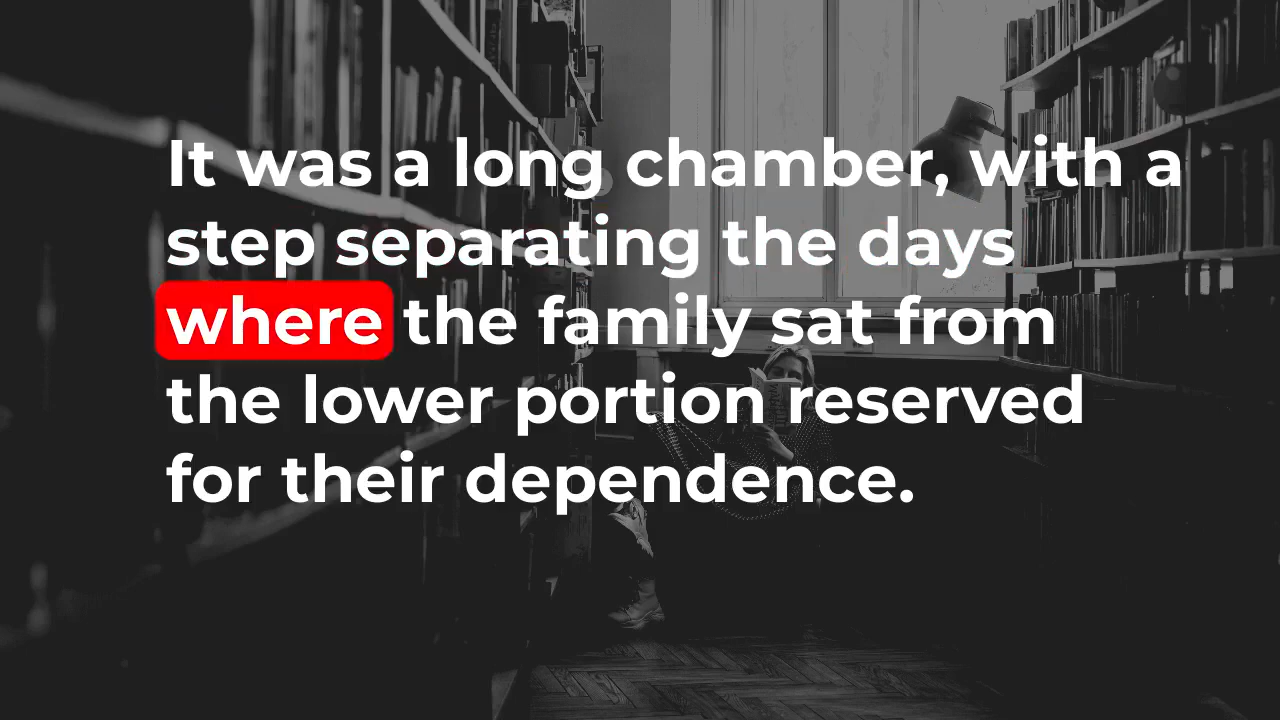 It was a long chamber, with a
step separating the days
where the family sat from
the lower portion reserved
for their dependence.